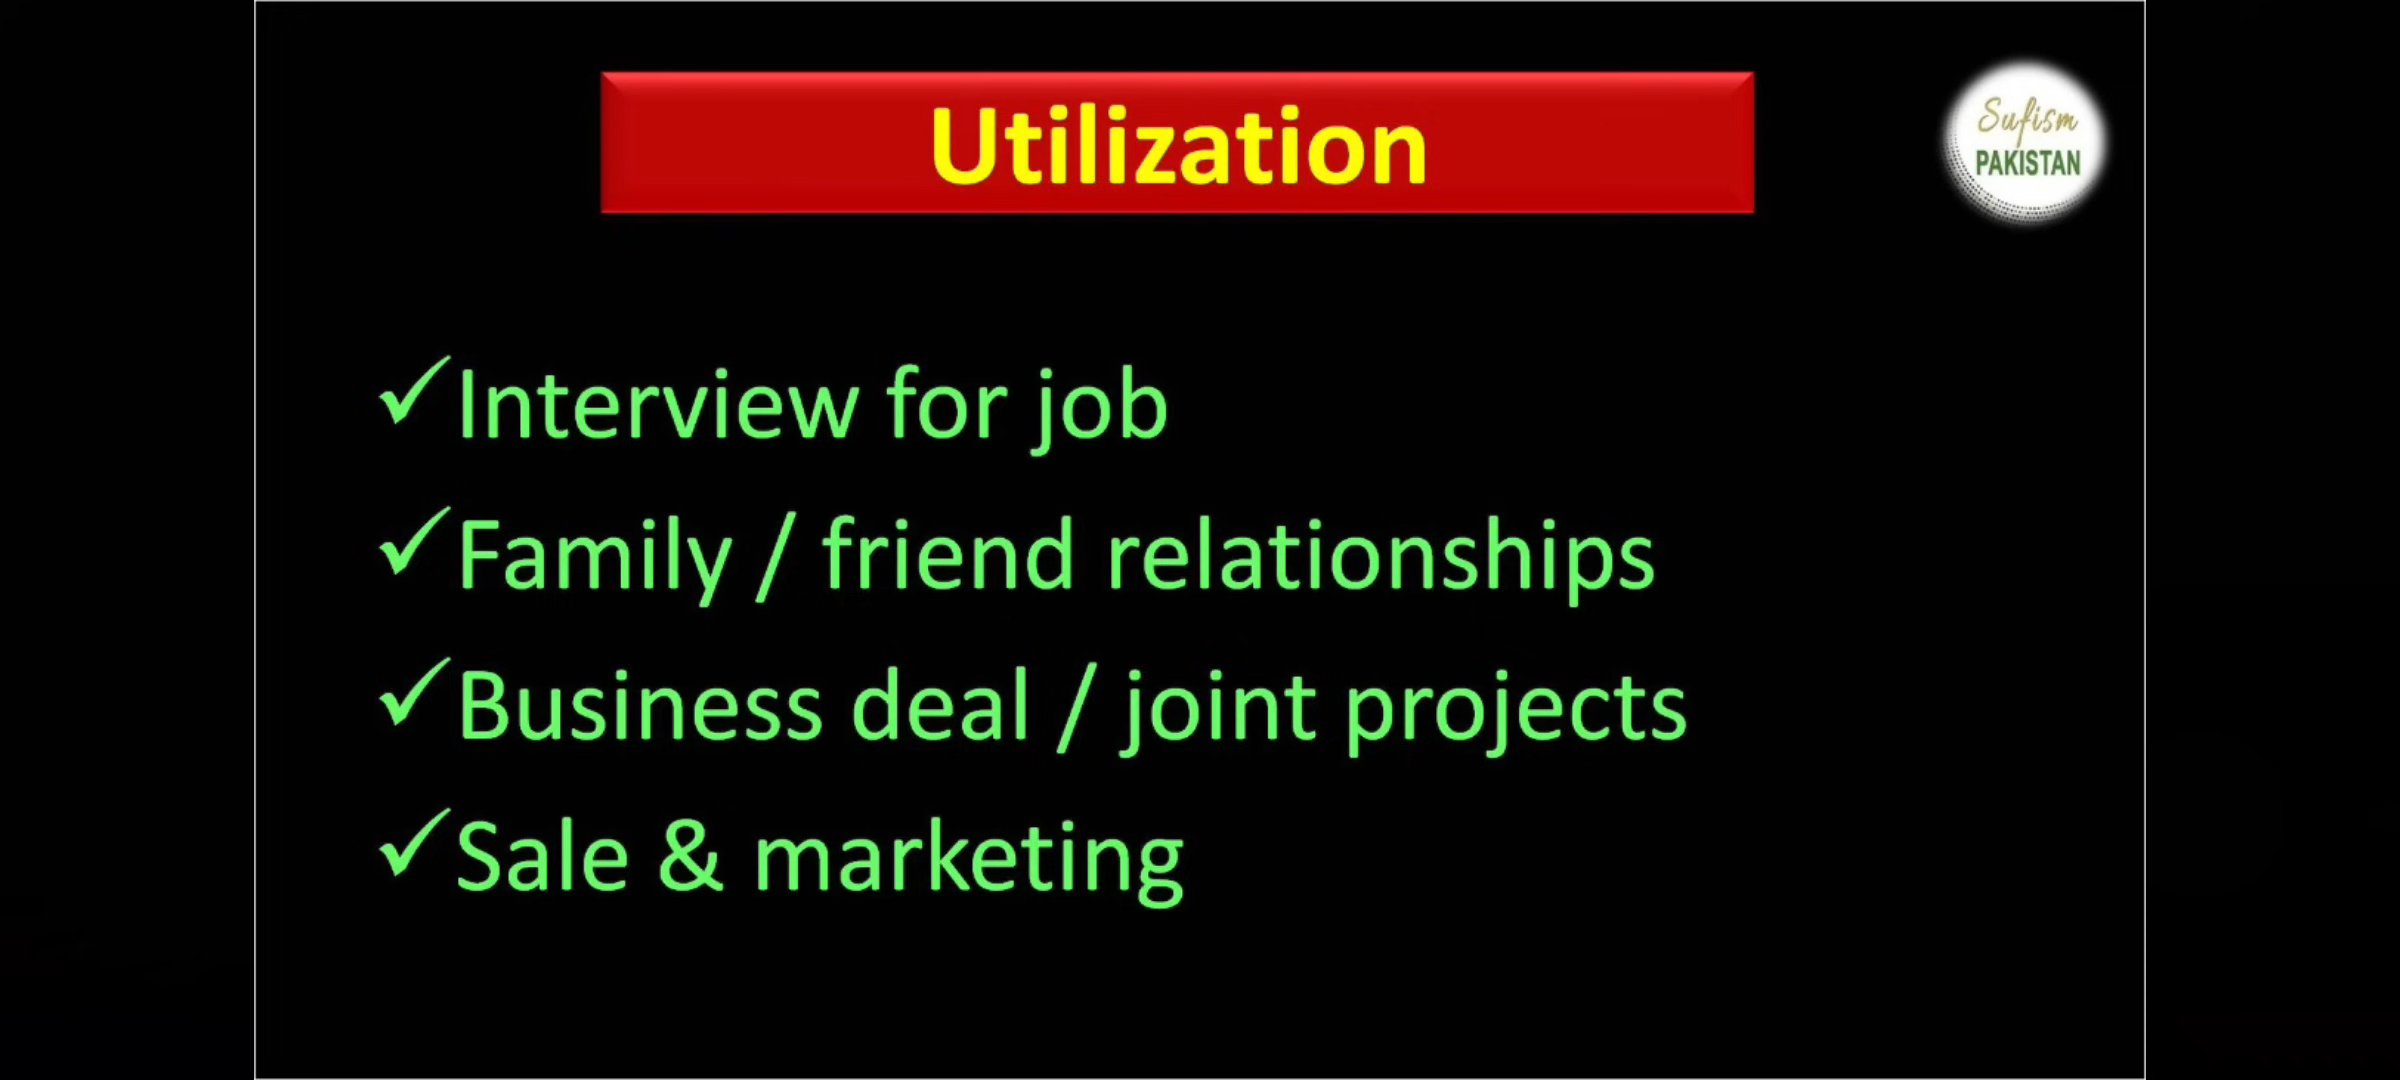 Utilization
Sufism
PAKISTAN
✓Interview for job
✓Family / friend relationships
✓Business deal / joint projects
✓Sale & marketing